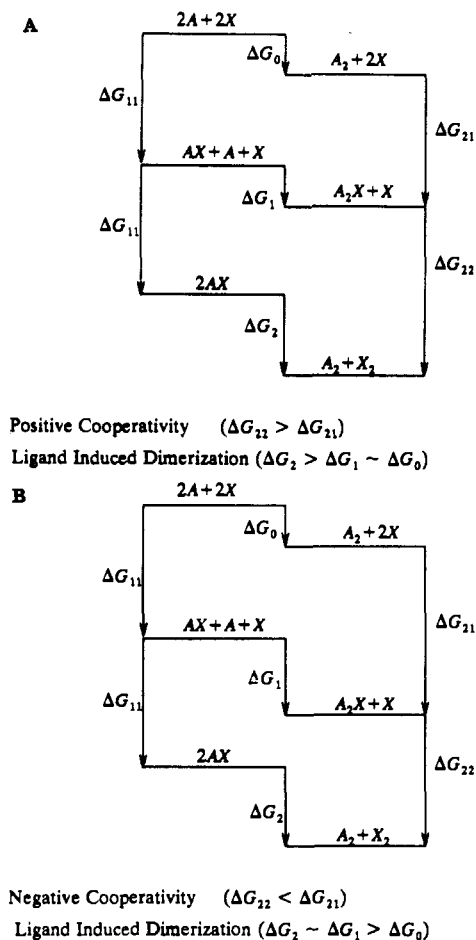 A
2A + 2X
ΔG₀
A₂ + 2X
ΔG₁₁
ΔG₂₁
AX + A + X
ΔG₁
A₂X + X
ΔG₁₁
ΔG₂₂
2AX
ΔG₂
A₂ + X₂
Positive Cooperativity (ΔG₂₂ > ΔG₂₁)
Ligand Induced Dimerization (ΔG₂ > ΔG₁ ~ ΔG₀)
B
2A + 2X
ΔG₀
A₂ + 2X
ΔG₁₁
ΔG₂₁
AX + A + X
ΔG₁
A₂X + X
ΔG₁₁
ΔG₂₂
2AX
ΔG₂
A₂ + X₂
Negative Cooperativity (ΔG₂₂ < ΔG₂₁)
Ligand Induced Dimerization (ΔG₂ ~ ΔG₁ > ΔG₀)